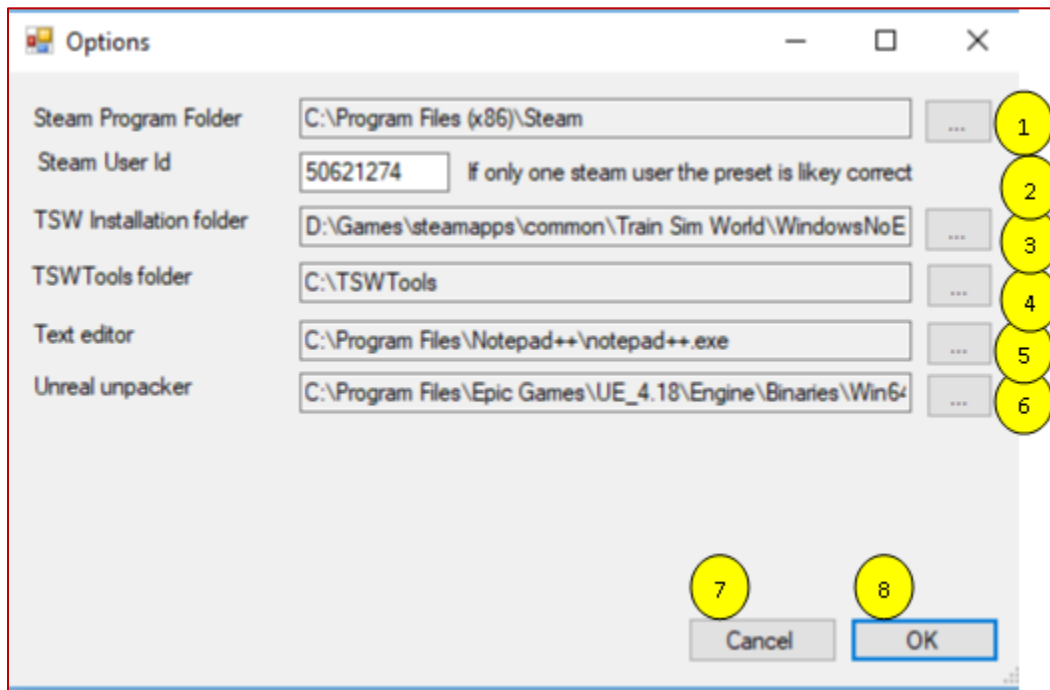 Options
Steam Program Folder C:\Program Files (x86)\Steam ... 1
Steam User Id 50621274 If only one steam user the preset is likey correct 2
TSW Installation folder D:\Games\steamapps\common\Train Sim World\WindowsNoE ... 3
TSWTools folder C:\TSWTools ... 4
Text editor C:\Program Files\Notepad++\notepad++.exe ... 5
Unreal unpacker C:\Program Files\Epic Games\UE_4.18\Engine\Binaries\Win64 ... 6
7 8
Cancel OK